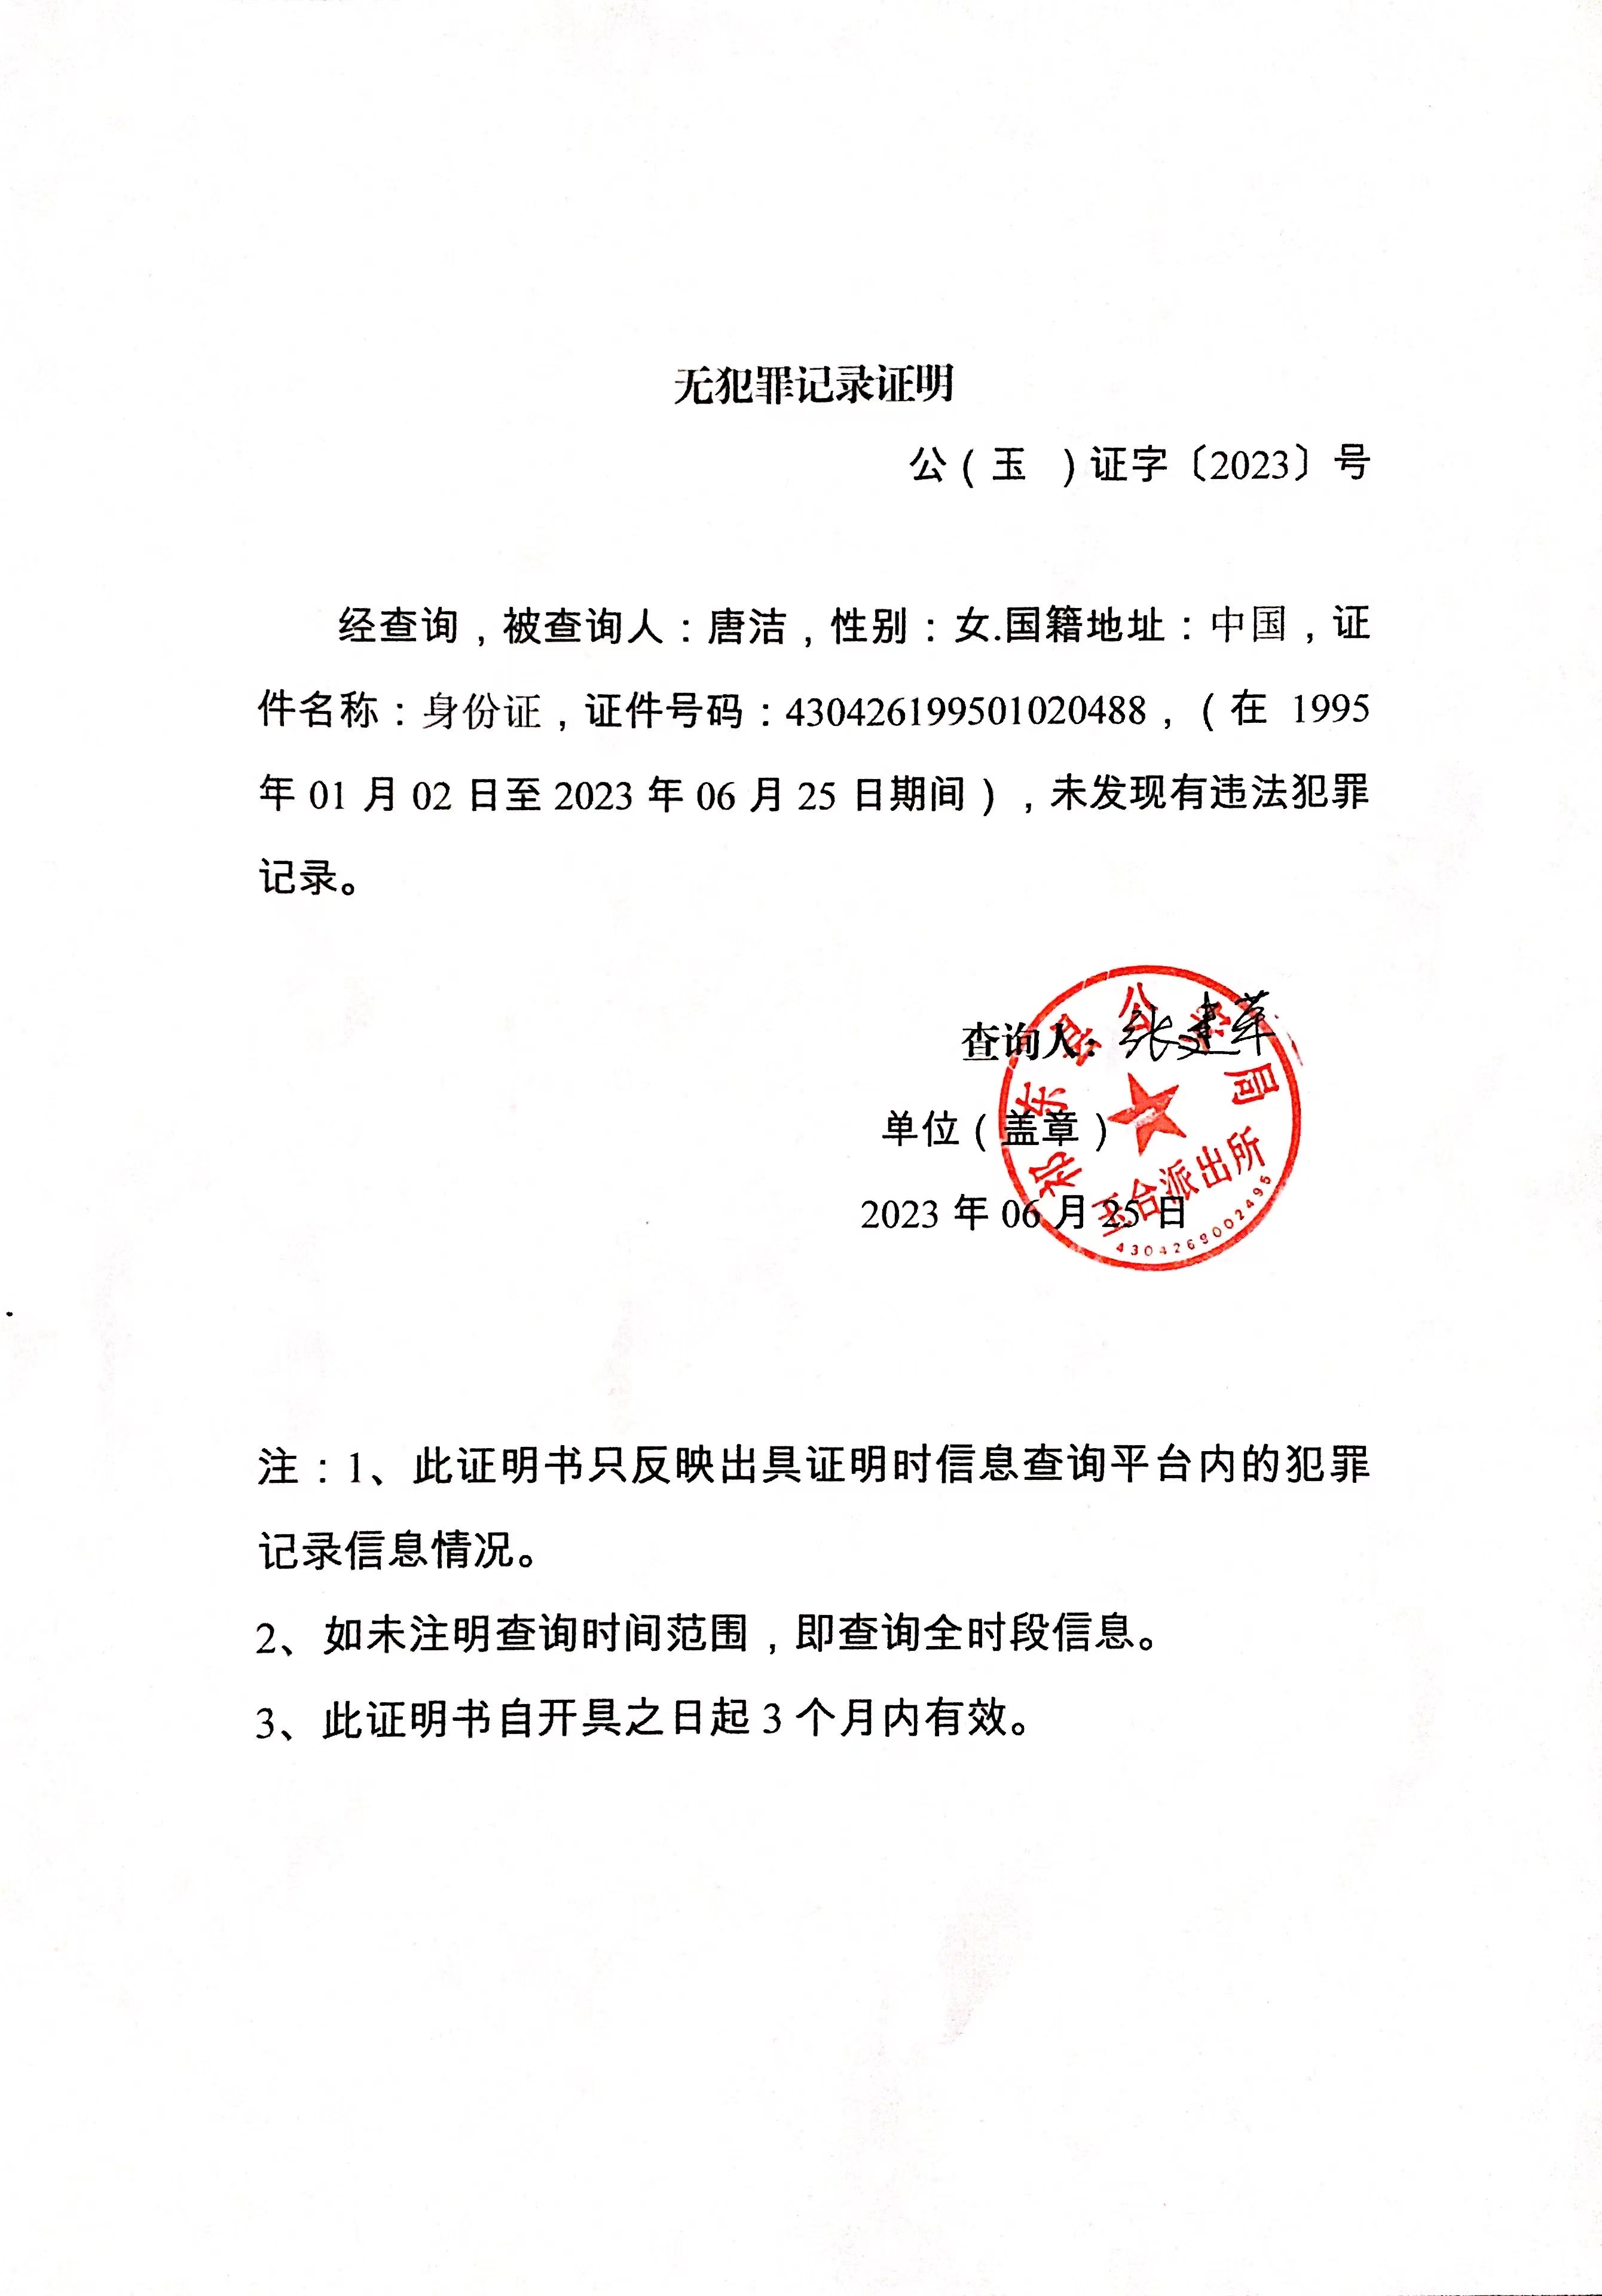 无犯罪记录证明
公（玉 ）证字〔2023〕号
经查询，被查询人：唐洁，性别：女.国籍地址：中国，证
件名称：身份证，证件号码：430426199501020488，（在 1995
年 01 月 02 日至 2023 年 06 月 25 日期间），未发现有违法犯罪
记录。
查询人：张建華
单位（盖章）
2023 年 06 月 25 日
祁东县公安局
玉合派出所
4304269002495
注：1、此证明书只反映出具证明时信息查询平台内的犯罪
记录信息情况。
2、如未注明查询时间范围，即查询全时段信息。
3、此证明书自开具之日起 3 个月内有效。